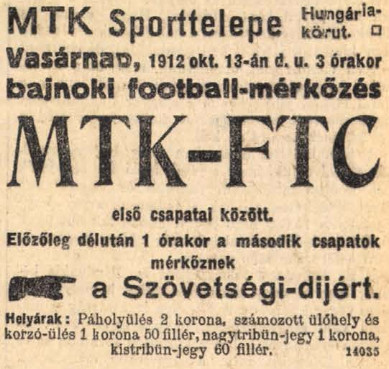 MTK Sporttelepe Hungária-körut.
Vasárnap, 1912 okt. 13-án d. u. 3 órakor
bajnoki football-mérkőzés
MTK-FTC
első csapatai között.
Előzőleg délután 1 órakor a második csapatok
mérköznek
a Szövetségi-dijért.
Helyárak: Páholyülés 2 korona, számozott ülőhely és
korzó-ülés 1 korona 50 fillér, nagytribün-jegy 1 korona,
kistribün-jegy 60 fillér. 14035